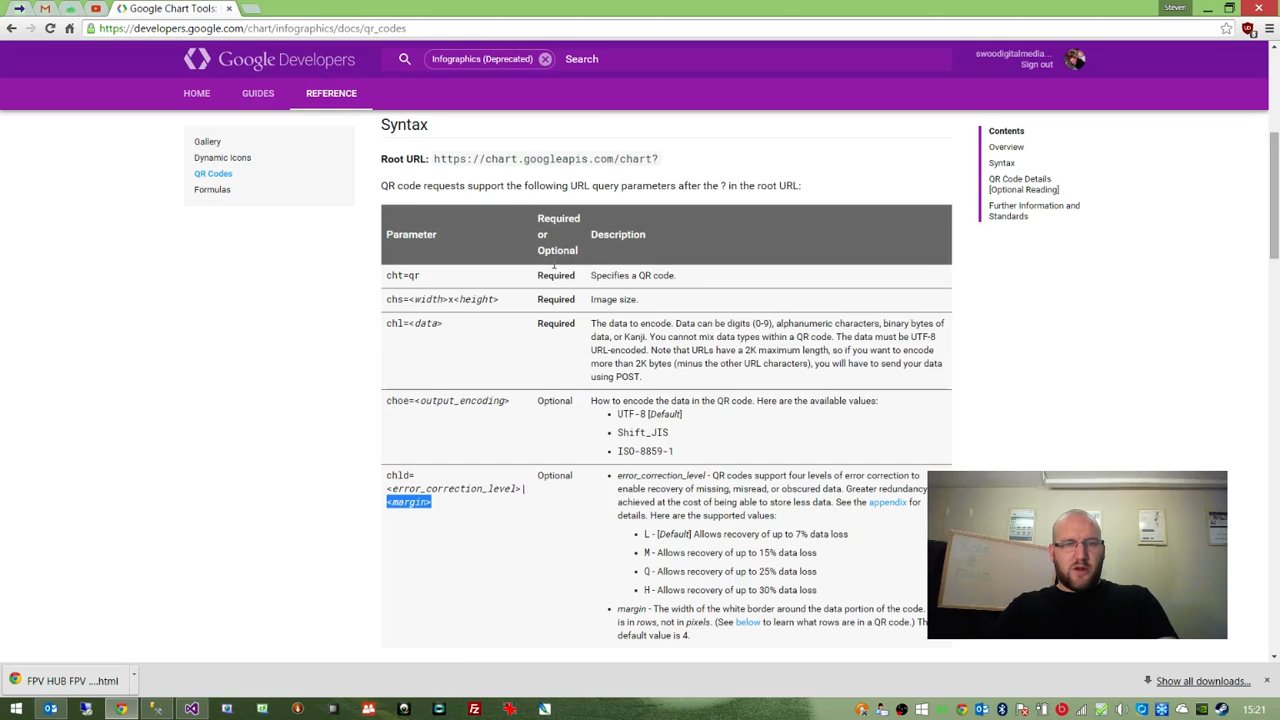 Steven
Google Chart Tools:
https://developers.google.com/chart/infographics/docs/qr_codes
Google Developers
Infographics (Deprecated)
Search
swoodigitalmedia...
Sign out
HOME
GUIDES
REFERENCE
Gallery
Dynamic Icons
QR Codes
Formulas
Syntax
Root URL: https://chart.googleapis.com/chart?
QR code requests support the following URL query parameters after the ? in the root URL:
Parameter
Required
or
Optional
Description
cht=qr
Required
Specifies a QR code.
chs=<width>x<height>
Required
Image size.
chl=<data>
Required
The data to encode. Data can be digits (0-9), alphanumeric characters, binary bytes of
data, or Kanji. You cannot mix data types within a QR code. The data must be UTF-8
URL-encoded. Note that URLs have a 2K maximum length, so if you want to encode
more than 2K bytes (minus the other URL characters), you will have to send your data
using POST.
choe=<output_encoding>
Optional
How to encode the data in the QR code. Here are the available values:
• UTF-8 [Default]
• Shift_JIS
• ISO-8859-1
chld=
<error_correction_level>|
<margin>
Optional
• error_correction_level - QR codes support four levels of error correction to
enable recovery of missing, misread, or obscured data. Greater redundancy
achieved at the cost of being able to store less data. See the appendix for
details. Here are the supported values:
• L - [Default] Allows recovery of up to 7% data loss
• M - Allows recovery of up to 15% data loss
• Q - Allows recovery of up to 25% data loss
• H - Allows recovery of up to 30% data loss
• margin - The width of the white border around the data portion of the code.
is in rows, not in pixels. (See below to learn what rows are in a QR code.)
default value is 4.
Contents
Overview
Syntax
QR Code Details
[Optional Reading]
Further Information and
Standards
FPV HUB FPV ....html
Show all downloads...
15:21